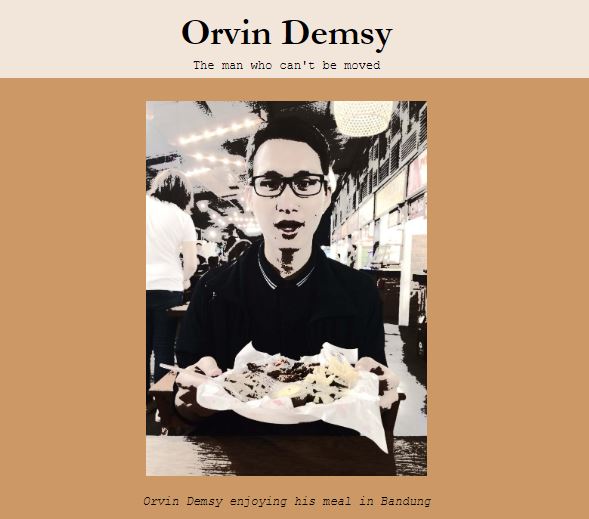 Orvin Demsy
The man who can't be moved
Orvin Demsy enjoying his meal in Bandung